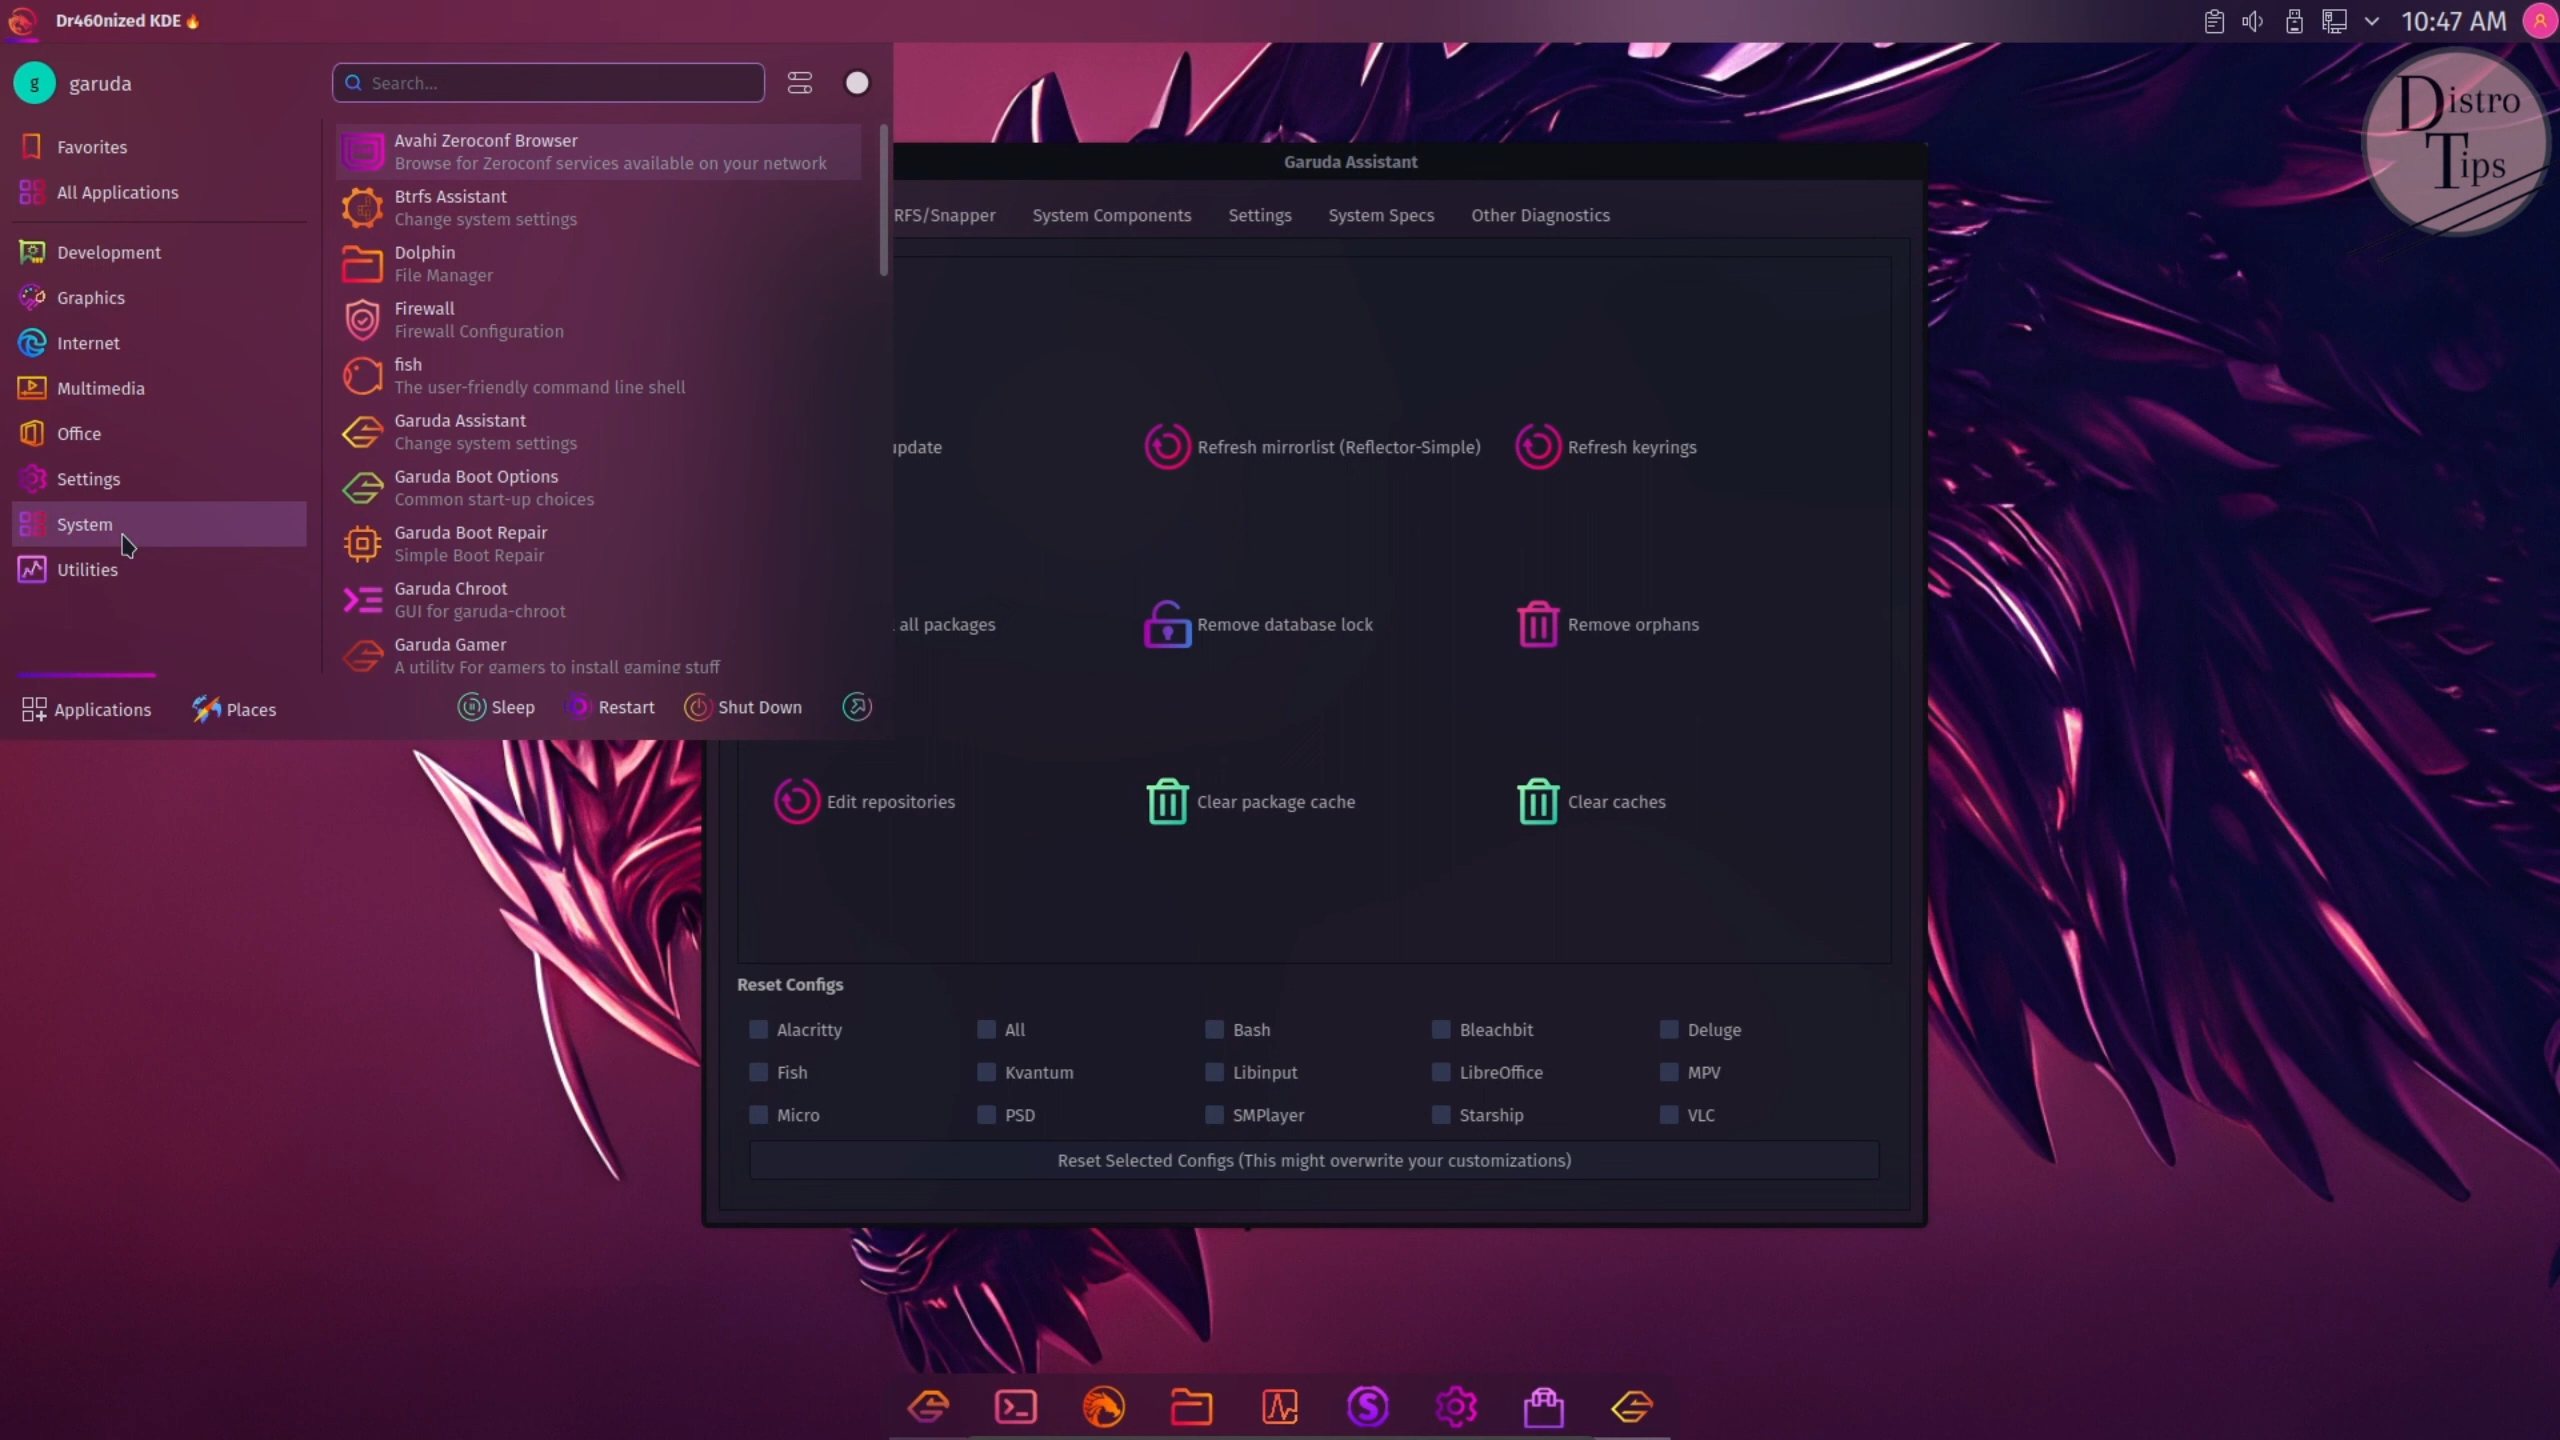 Dr460nized KDE🔥
10:47 AM
g
garuda
Search...
Favorites
All Applications
Development
Graphics
Internet
Multimedia
Office
Settings
System
Utilities
Avahi Zeroconf Browser
Browse for Zeroconf services available on your network
Btrfs Assistant
Change system settings
Dolphin
File Manager
Firewall
Firewall Configuration
fish
The user-friendly command line shell
Garuda Assistant
Change system settings
Garuda Boot Options
Common start-up choices
Garuda Boot Repair
Simple Boot Repair
Garuda Chroot
GUI for garuda-chroot
Garuda Gamer
A utility For gamers to install gaming stuff
Applications
Places
Sleep
Restart
Shut Down
Distro
Tips
Garuda Assistant
RFS/Snapper
System Components
Settings
System Specs
Other Diagnostics
update
Refresh mirrorlist (Reflector-Simple)
Refresh keyrings
all packages
Remove database lock
Remove orphans
Edit repositories
Clear package cache
Clear caches
Reset Configs
Alacritty
All
Bash
Bleachbit
Deluge
Fish
Kvantum
Libinput
LibreOffice
MPV
Micro
PSD
SMPlayer
Starship
VLC
Reset Selected Configs (This might overwrite your customizations)